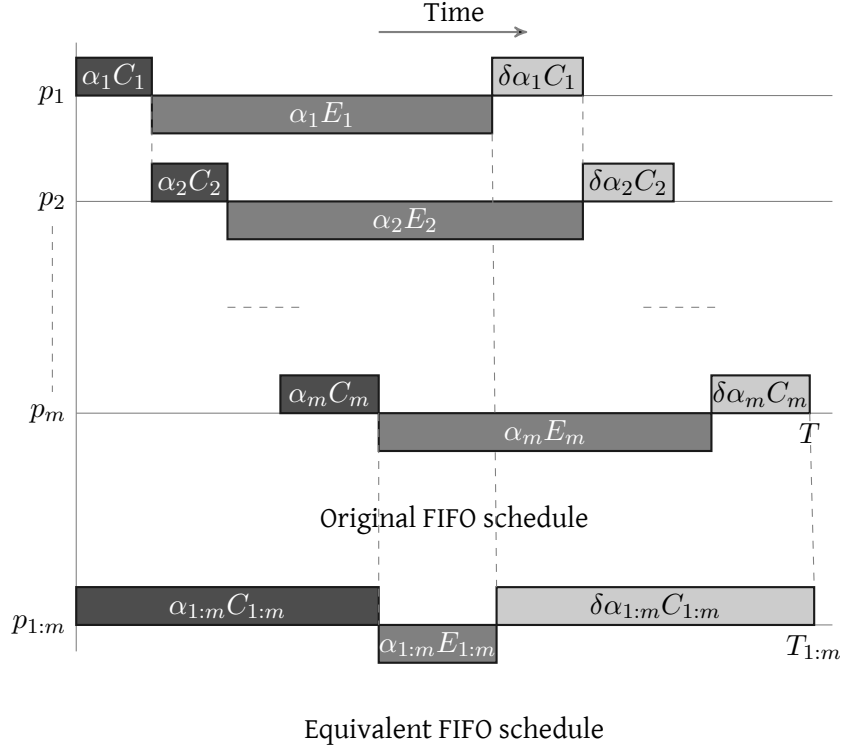 Time
α₁C₁
δα₁C₁
p₁
α₁E₁
α₂C₂
δα₂C₂
p₂
α₂E₂
αₘCₘ
δαₘCₘ
pₘ
αₘEₘ
T
Original FIFO schedule
α₁:ₘC₁:ₘ
δα₁:ₘC₁:ₘ
p₁:ₘ
α₁:ₘE₁:ₘ
T₁:ₘ
Equivalent FIFO schedule